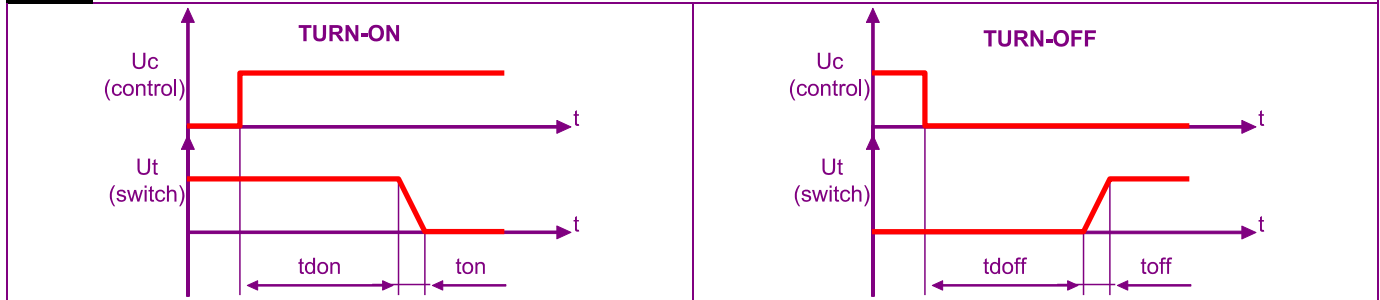 TURN-ON
Uc
(control)
t
Ut
(switch)
t
tdon
ton
TURN-OFF
Uc
(control)
t
Ut
(switch)
t
tdoff
toff